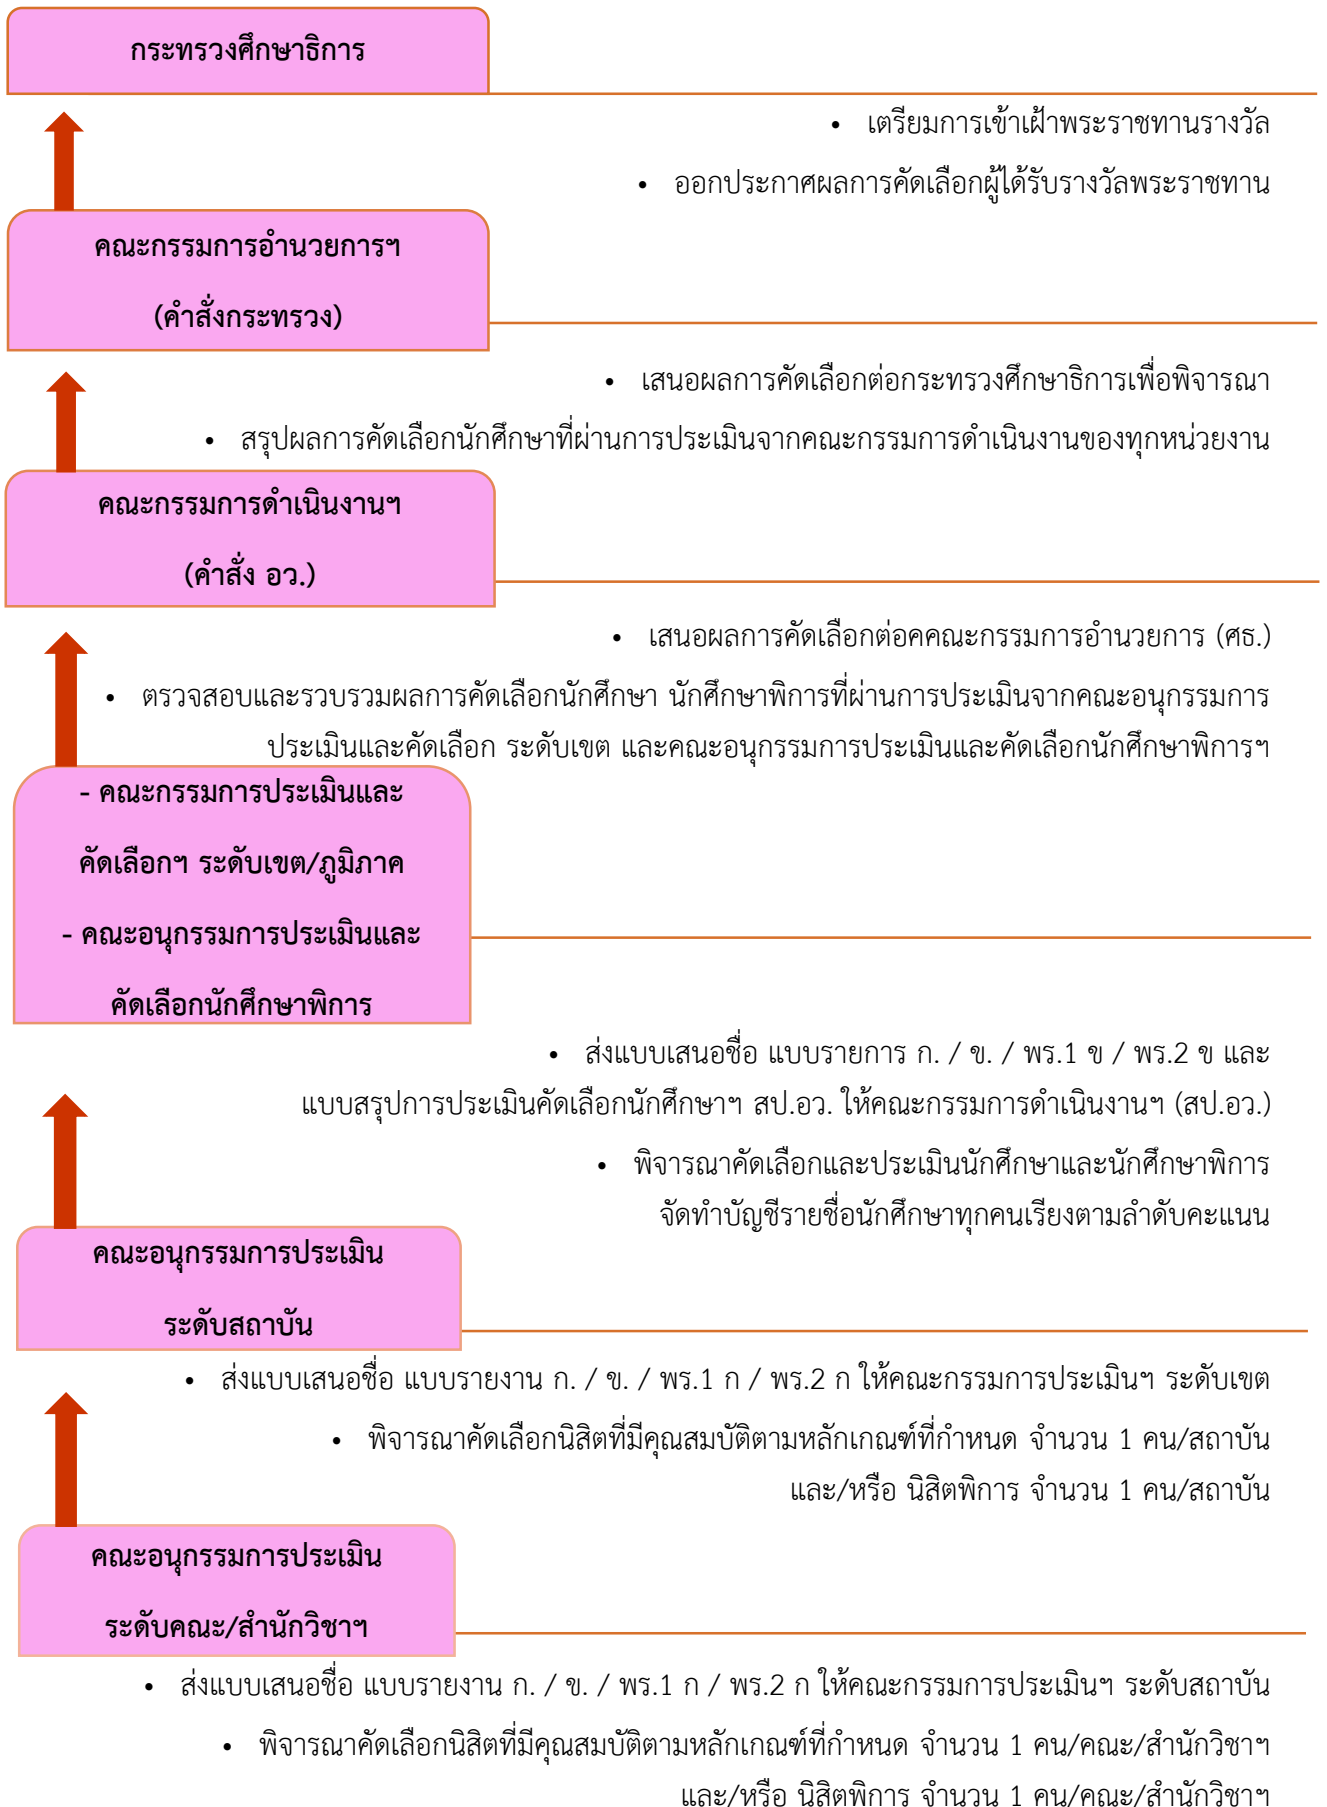 กระทรวงศึกษาธิการ
• เตรียมการเข้าเฝ้าพระราชทานรางวัล
• ออกประกาศผลการคัดเลือกผู้ได้รับรางวัลพระราชทาน
คณะกรรมการอำนวยการฯ
(คำสั่งกระทรวง)
• เสนอผลการคัดเลือกต่อกระทรวงศึกษาธิการเพื่อพิจารณา
• สรุปผลการคัดเลือกนักศึกษาที่ผ่านการประเมินจากคณะกรรมการดำเนินงานของทุกหน่วยงาน
คณะกรรมการดำเนินงานฯ
(คำสั่ง อว.)
• เสนอผลการคัดเลือกต่อคคณะกรรมการอำนวยการ (ศธ.)
• ตรวจสอบและรวบรวมผลการคัดเลือกนักศึกษา นักศึกษาพิการที่ผ่านการประเมินจากคณะอนุกรรมการ
ประเมินและคัดเลือก ระดับเขต และคณะอนุกรรมการประเมินและคัดเลือกนักศึกษาพิการฯ
- คณะกรรมการประเมินและ
คัดเลือกฯ ระดับเขต/ภูมิภาค
- คณะอนุกรรมการประเมินและ
คัดเลือกนักศึกษาพิการ
• ส่งแบบเสนอชื่อ แบบรายการ ก. / ข. / พร.1 ข / พร.2 ข และ
แบบสรุปการประเมินคัดเลือกนักศึกษาฯ สป.อว. ให้คณะกรรมการดำเนินงานฯ (สป.อว.)
• พิจารณาคัดเลือกและประเมินนักศึกษาและนักศึกษาพิการ
จัดทำบัญชีรายชื่อนักศึกษาทุกคนเรียงตามลำดับคะแนน
คณะอนุกรรมการประเมิน
ระดับสถาบัน
• ส่งแบบเสนอชื่อ แบบรายงาน ก. / ข. / พร.1 ก / พร.2 ก ให้คณะกรรมการประเมินฯ ระดับเขต
• พิจารณาคัดเลือกนิสิตที่มีคุณสมบัติตามหลักเกณฑ์ที่กำหนด จำนวน 1 คน/สถาบัน
และ/หรือ นิสิตพิการ จำนวน 1 คน/สถาบัน
คณะอนุกรรมการประเมิน
ระดับคณะ/สำนักวิชาฯ
• ส่งแบบเสนอชื่อ แบบรายงาน ก. / ข. / พร.1 ก / พร.2 ก ให้คณะกรรมการประเมินฯ ระดับสถาบัน
• พิจารณาคัดเลือกนิสิตที่มีคุณสมบัติตามหลักเกณฑ์ที่กำหนด จำนวน 1 คน/คณะ/สำนักวิชาฯ
และ/หรือ นิสิตพิการ จำนวน 1 คน/คณะ/สำนักวิชาฯ